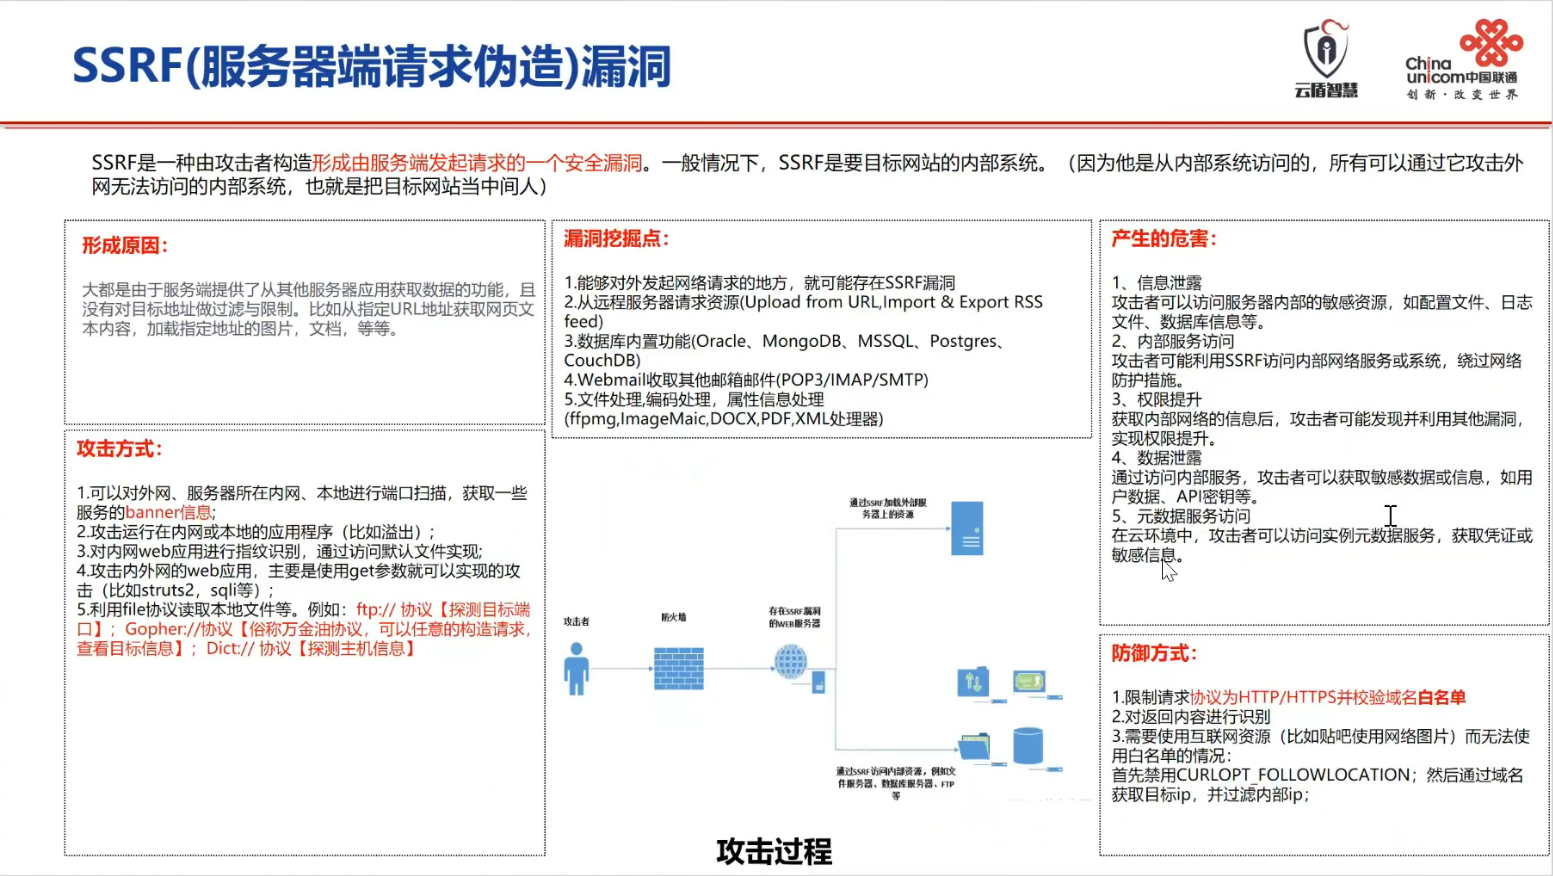 SSRF(服务器端请求伪造)漏洞
云盾智慧
China
unicom中国联通
创新·改变世界
SSRF是一种由攻击者构造形成由服务端发起请求的一个安全漏洞。一般情况下，SSRF是要目标网站的内部系统。（因为他是从内部系统访问的，所有可以通过它攻击外
网无法访问的内部系统，也就是把目标网站当中间人）
形成原因：
大都是由于服务端提供了从其他服务器应用获取数据的功能，且
没有对目标地址做过滤与限制。比如从指定URL地址获取网页文
本内容，加载指定地址的图片，文档，等等。
攻击方式：
1.可以对外网、服务器所在内网、本地进行端口扫描，获取一些
服务的banner信息;
2.攻击运行在内网或本地的应用程序（比如溢出）;
3.对内网web应用进行指纹识别，通过访问默认文件实现;
4.攻击内外网的web应用，主要是使用get参数就可以实现的攻
击（比如struts2，sqli等）;
5.利用file协议读取本地文件等。例如：ftp:// 协议【探测目标端
口】；Gopher://协议【俗称万金油协议，可以任意的构造请求，
查看目标信息】；Dict:// 协议【探测主机信息】
漏洞挖掘点：
1.能够对外发起网络请求的地方，就可能存在SSRF漏洞
2.从远程服务器请求资源(Upload from URL,Import & Export RSS
feed)
3.数据库内置功能(Oracle、MongoDB、MSSQL、Postgres、
CouchDB)
4.Webmail收取其他邮箱邮件(POP3/IMAP/SMTP)
5.文件处理,编码处理，属性信息处理
(ffpmg,ImageMaic,DOCX,PDF,XML处理器)
通过SSRF加载外部服
务器上的资源
攻击者
防火墙
存在SSRF漏洞
的WEB服务器
通过SSRF访问内部资源，例如文
件服务器、数据库服务器、FTP
等
攻击过程
产生的危害：
1、信息泄露
攻击者可以访问服务器内部的敏感资源，如配置文件、日志
文件、数据库信息等。
2、内部服务访问
攻击者可能利用SSRF访问内部网络服务或系统，绕过网络
防护措施。
3、权限提升
获取内部网络的信息后，攻击者可能发现并利用其他漏洞，
实现权限提升。
4、数据泄露
通过访问内部服务，攻击者可以获取敏感数据或信息，如用
户数据、API密钥等。
5、元数据服务访问
在云环境中，攻击者可以访问实例元数据服务，获取凭证或
敏感信息。
防御方式：
1.限制请求协议为HTTP/HTTPS并校验域名白名单
2.对返回内容进行识别
3.需要使用互联网资源（比如贴吧使用网络图片）而无法使
用白名单的情况：
首先禁用CURLOPT_FOLLOWLOCATION；然后通过域名
获取目标ip，并过滤内部ip;